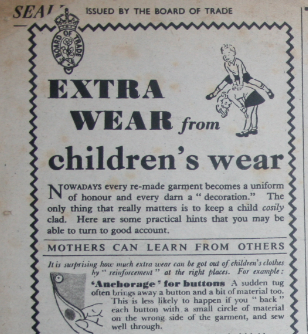 SEAL ISSUED BY THE BOARD OF TRADE
BOARD OF TRADE
EXTRA
WEAR from
children's wear
NOWADAYS every re-made garment becomes a uniform
of honour and every darn a "decoration." The
only thing that really matters is to keep a child cosily
clad. Here are some practical hints that you may be
able to turn to good account.
MOTHERS CAN LEARN FROM OTHERS
It is surprising how much extra wear can be got out of children's clothes
by "reinforcement" at the right places. For example:
'Anchorage' for buttons A sudden tug
often brings away a button and a bit of material too.
This is less likely to happen if you "back"
each button with a small circle of material
on the wrong side of the garment, and sew
well through.